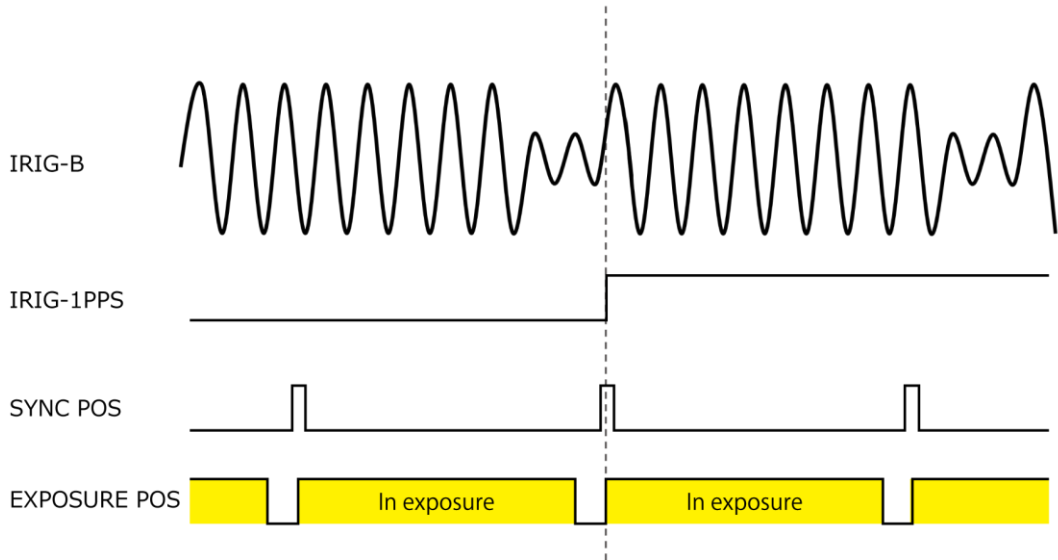 IRIG-B
IRIG-1PPS
SYNC POS
EXPOSURE POS
In exposure
In exposure